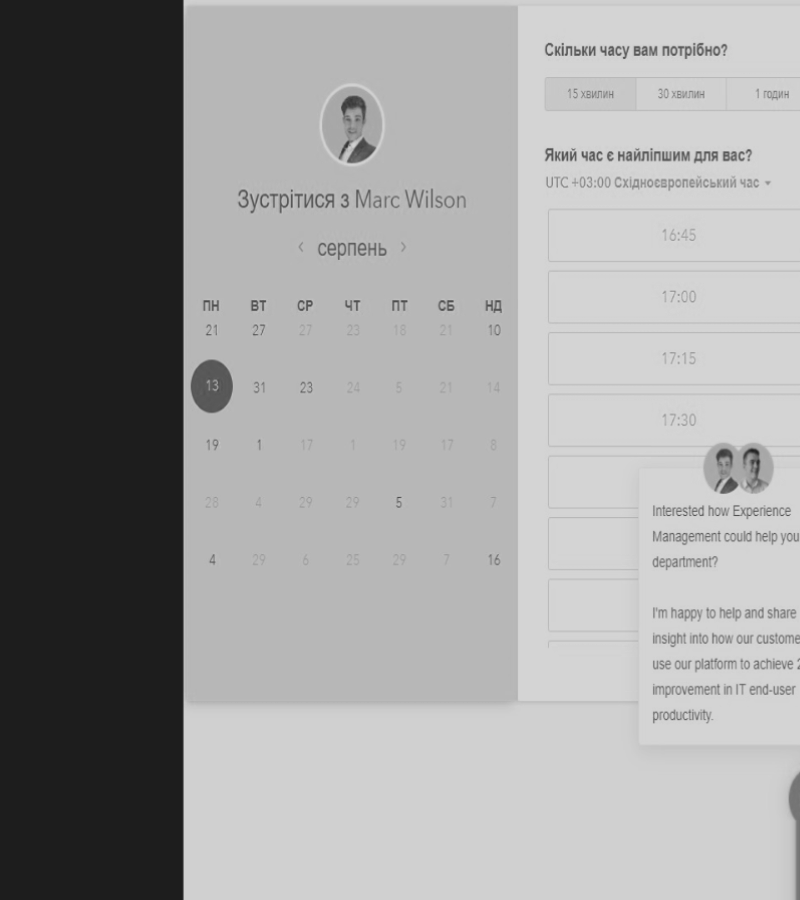 Зустрітися з Marc Wilson
‹ серпень ›
ПН ВТ СР ЧТ ПТ СБ НД
21 27 27 23 18 21 10
13 31 23 24 5 21 14
19 1 17 1 19 17 8
28 4 29 29 5 31 7
4 29 6 25 29 7 16
Скільки часу вам потрібно?
15 хвилин 30 хвилин 1 годин
Який час є найліпшим для вас?
UTC +03:00 Східноєвропейський час
16:45
17:00
17:15
17:30
Interested how Experience
Management could help you
department?
I'm happy to help and share
insight into how our custome
use our platform to achieve 2
improvement in IT end-user
productivity.